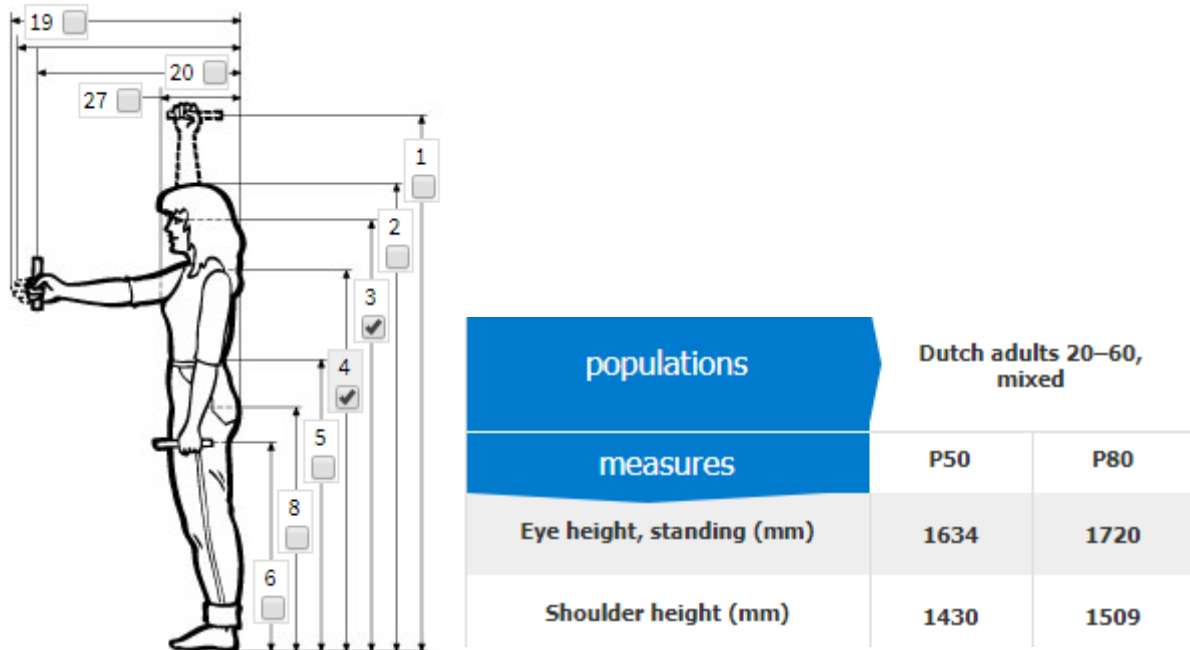 19
20
27
1
2
3
4
5
8
6
populations
Dutch adults 20–60,
mixed
measures
P50
P80
Eye height, standing (mm)
1634
1720
Shoulder height (mm)
1430
1509